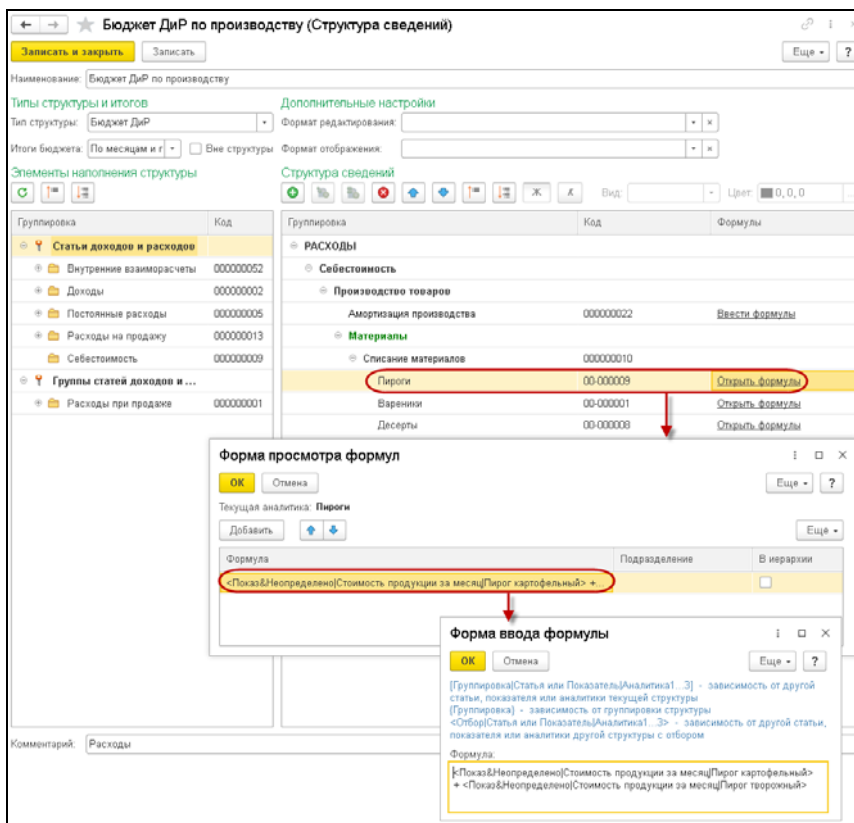 Бюджет ДиР по производству (Структура сведений)
Записать и закрыть Записать Еще ?
Наименование: Бюджет ДиР по производству
Типы структуры и итогов Дополнительные настройки
Тип структуры: Бюджет ДиР Формат редактирования:
Итоги бюджета: По месяцам и г Вне структуры Формат отображения:
Элементы наполнения структуры Структура сведений
Ж К Вид: Цвет: 0, 0, 0
Группировка Код Группировка Код Формулы
Статьи доходов и расходов РАСХОДЫ
Внутренние взаиморасчеты 000000052 Себестоимость
Доходы 000000002 Производство товаров
Постоянные расходы 000000005 Амортизация производства 000000022 Ввести формулы
Расходы на продажу 000000013 Материалы
Себестоимость 000000009 Списание материалов 000000010
Группы статей доходов и ... Пироги 00-000009 Открыть формулы
Расходы при продаже 000000001 Вареники 00-000001 Открыть формулы
Десерты 00-000008 Открыть формулы
Форма просмотра формул
ОК Отмена Еще ?
Текущая аналитика: Пироги
Добавить Еще
Формула Подразделение В иерархии
<Показ&Неопределено|Стоимость продукции за месяц|Пирог картофельный> +...
Форма ввода формулы
ОК Отмена Еще ?
[Группировка|Статья или Показатель|Аналитика1...3] - зависимость от другой
статьи, показателя или аналитики текущей структуры
{Группировка} - зависимость от группировки структуры
<Отбор|Статья или Показатель|Аналитика1...3> - зависимость от другой статьи,
показателя или аналитики другой структуры с отбором
Формула:
<Показ&Неопределено|Стоимость продукции за месяц|Пирог картофельный>
+ <Показ&Неопределено|Стоимость продукции за месяц|Пирог творожный>
Комментарий: Расходы